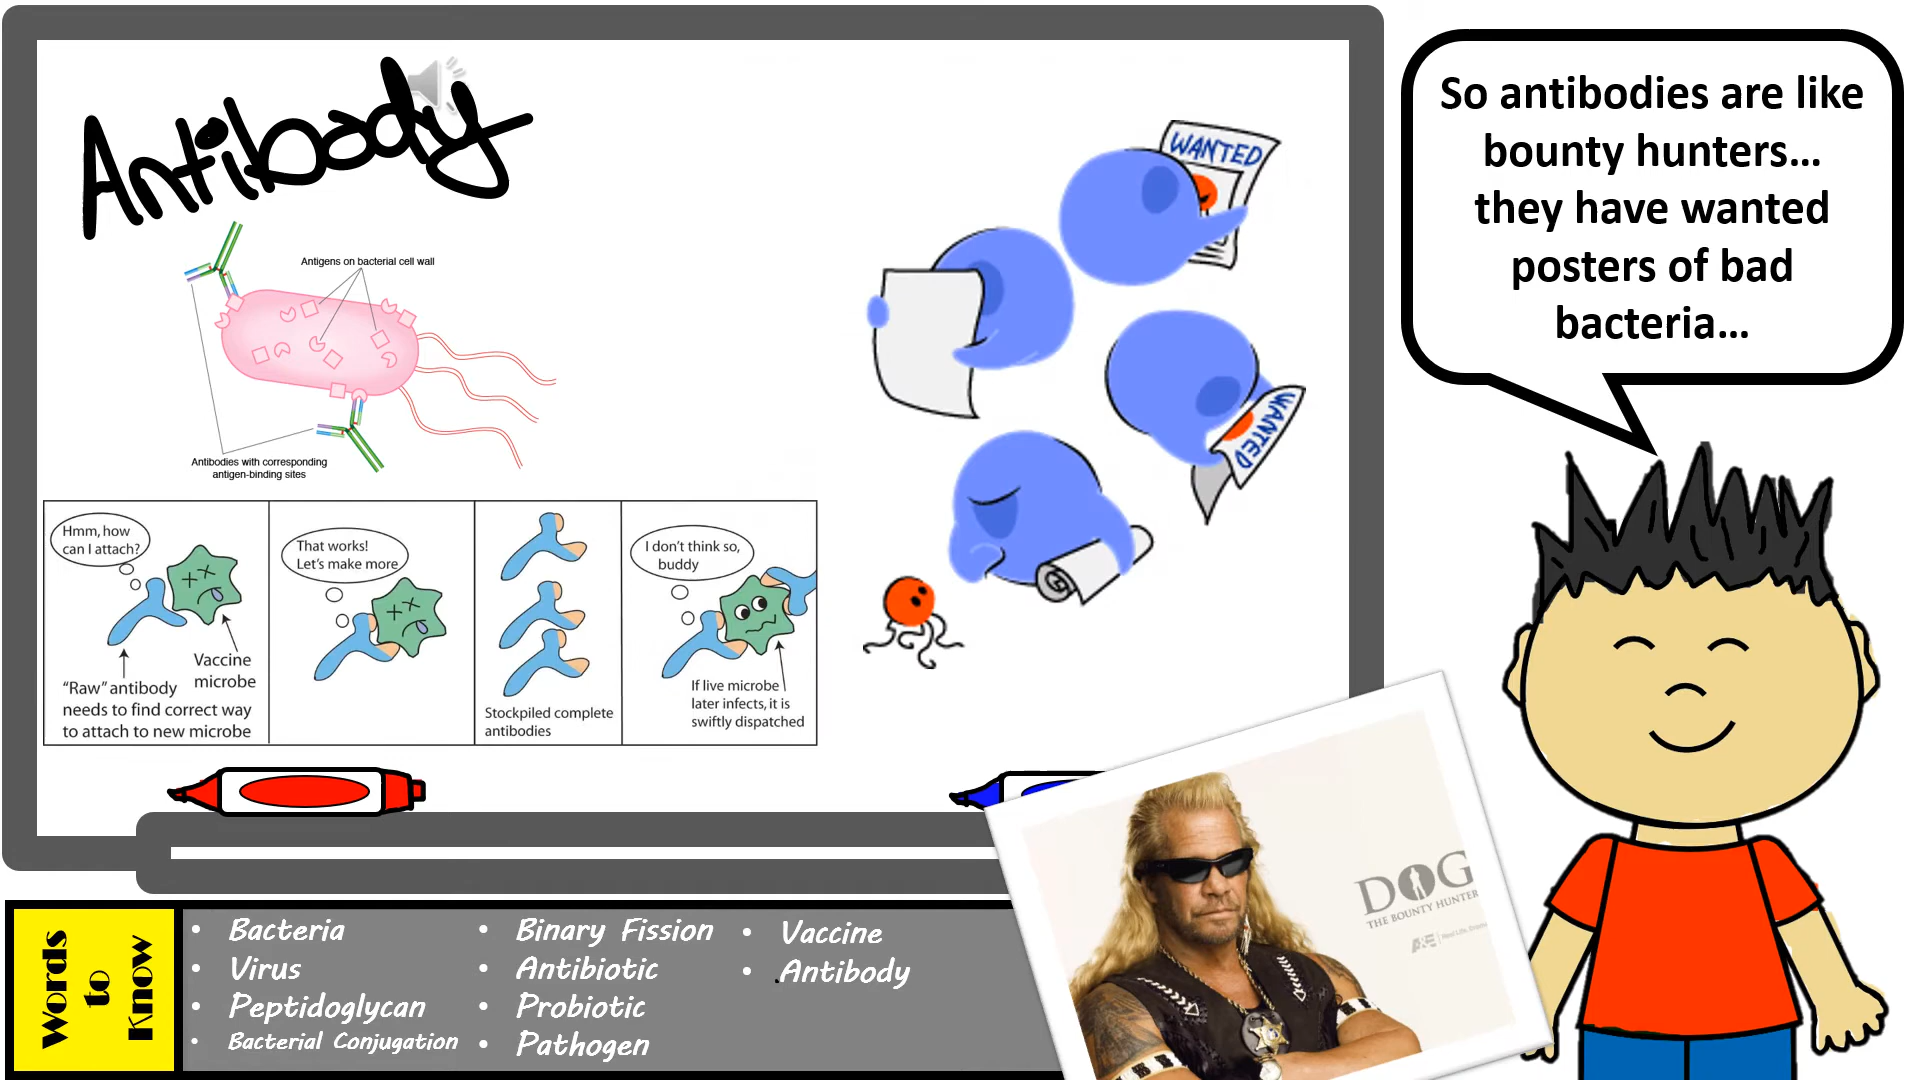 Antibody
Antigens on bacterial cell wall
Antibodies with corresponding
antigen-binding sites
Hmm, how
can I attach?
Vaccine
microbe
“Raw” antibody
needs to find correct way
to attach to new microbe
That works!
Let’s make more
Stockpiled complete
antibodies
I don’t think so,
buddy
If live microbe
later infects, it is
swiftly dispatched
WANTED
WANTED
So antibodies are like
bounty hunters...
they have wanted
posters of bad
bacteria...
DOG
THE BOUNTY HUNTER
A&E
Words
to
Know
• Bacteria
• Virus
• Peptidoglycan
• Bacterial Conjugation
• Binary Fission
• Antibiotic
• Probiotic
• Pathogen
• Vaccine
• Antibody